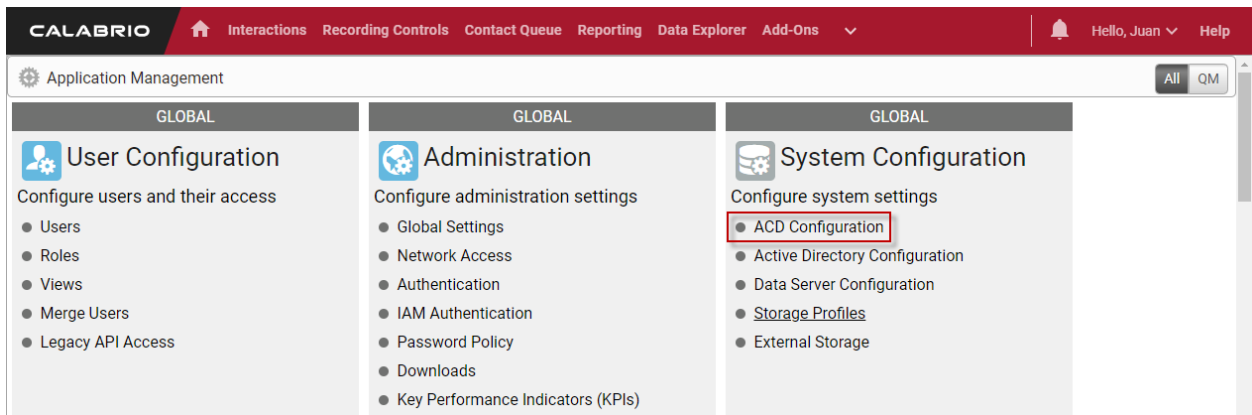 CALABRIO Interactions Recording Controls Contact Queue Reporting Data Explorer Add-Ons Hello, Juan Help
Application Management All QM
GLOBAL
User Configuration
Configure users and their access
Users
Roles
Views
Merge Users
Legacy API Access
GLOBAL
Administration
Configure administration settings
Global Settings
Network Access
Authentication
IAM Authentication
Password Policy
Downloads
Key Performance Indicators (KPIs)
GLOBAL
System Configuration
Configure system settings
ACD Configuration
Active Directory Configuration
Data Server Configuration
Storage Profiles
External Storage